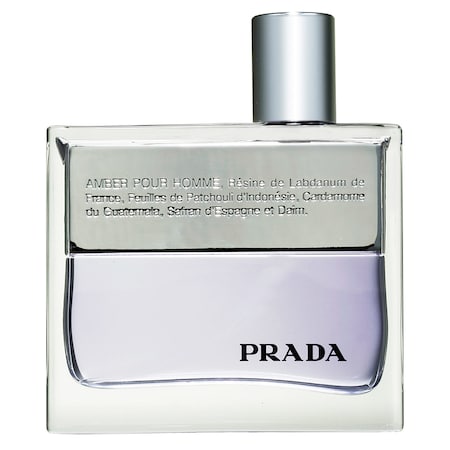 AMBER POUR HOMME, Résine de Labdanum de
France, Feuilles de Patchouli d'Indonésie, Cardamome
du Guatemala, Safran d'Espagne et Daim.
PRADA